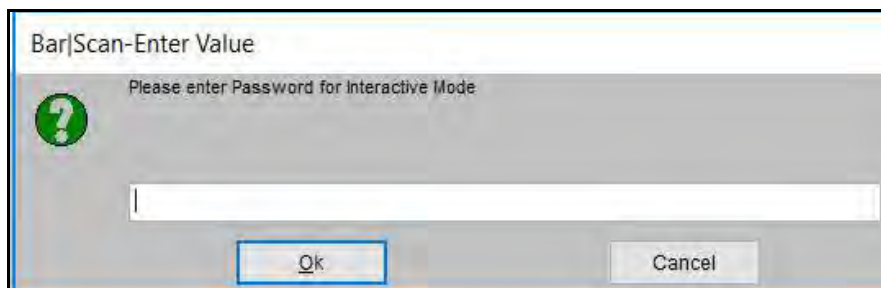 Bar|Scan-Enter Value
Please enter Password for Interactive Mode
Ok
Cancel